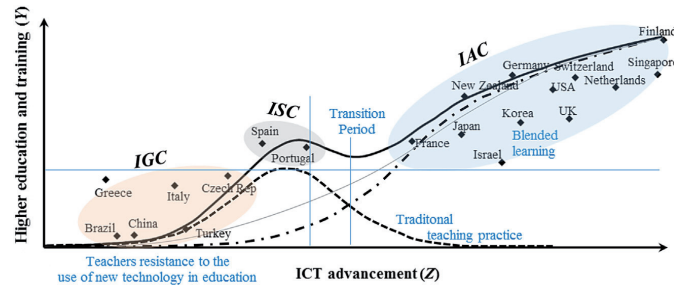 Finland
IAC
Germany
Switzerland
Singapore
New Zealand
USA
Netherlands
ISC
Transition
Period
Korea
UK
Spain
Japan
Blended
learning
France
Portugal
Israel
IGC
Greece
Italy
Czech Rep
Brazil
China
Turkey
Traditonal
teaching practice
Higher education and training (Y)
Teachers resistance to the
use of new technology in education
ICT advancement (Z)